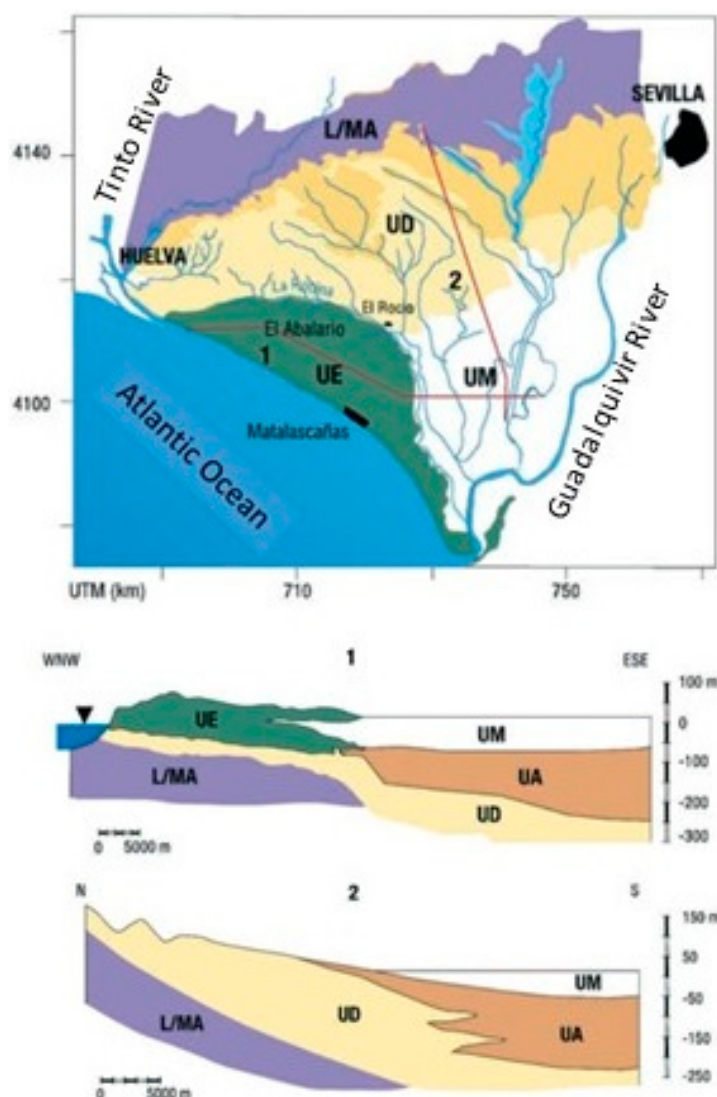 Tinto River
SEVILLA
L/MA
4140
HUELVA
UD
2
La Rocina
El Rocio
El Abalario
1
UE
UM
4100
Matalascañas
Atlantic Ocean
Guadalquivir River
UTM (km)
710
750
WNW
1
ESE
100 m
UE
0
UM
L/MA
UA
-100
-200
UD
0 5000 m
-300
N
2
S
150 m
50
UM
UD
-50
L/MA
UA
-150
0 5000 m
-250